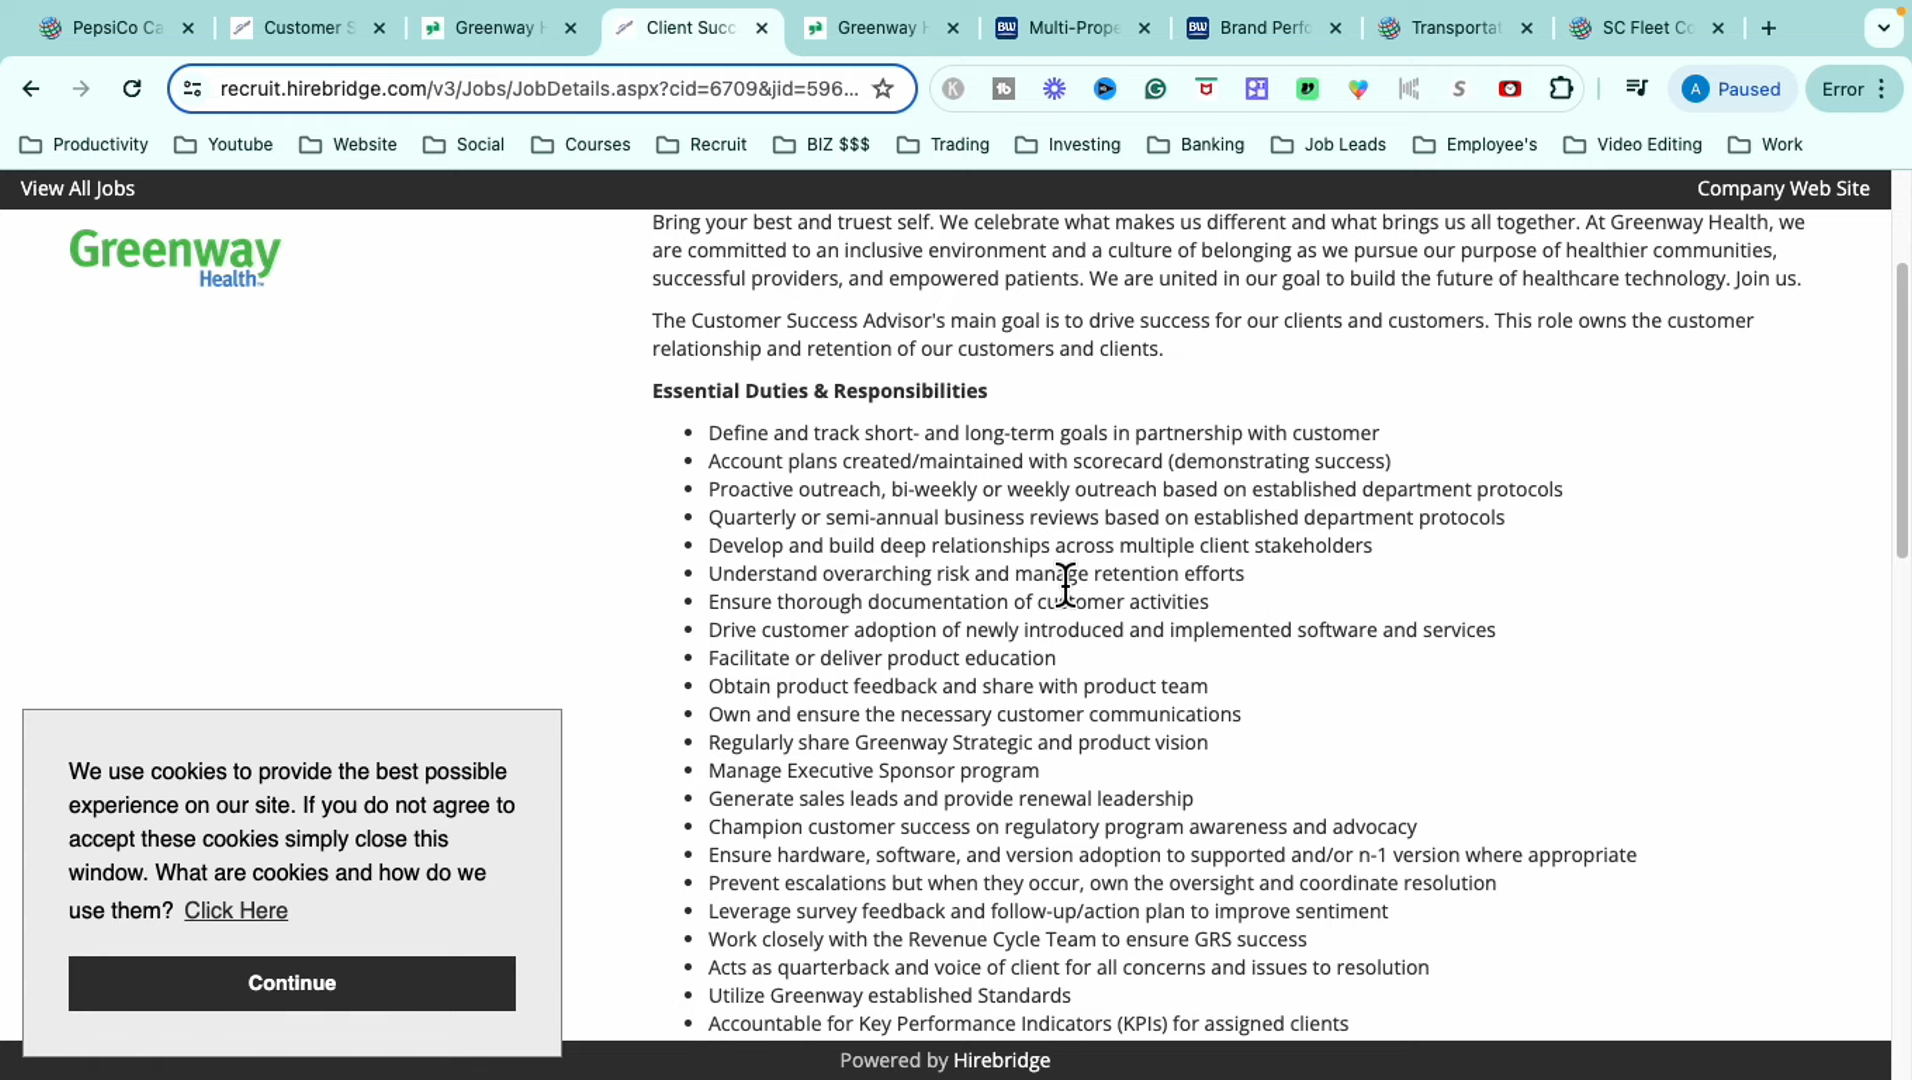 PepsiCo Ca
Customer S
Greenway H
Client Succ
Greenway H
Multi-Prope
Brand Perfo
Transportat
SC Fleet Co
recruit.hirebridge.com/v3/Jobs/JobDetails.aspx?cid=6709&jid=596...
A Paused
Error
Productivity
Youtube
Website
Social
Courses
Recruit
BIZ $$$
Trading
Investing
Banking
Job Leads
Employee's
Video Editing
Work
View All Jobs
Company Web Site
Greenway
Health
Bring your best and truest self. We celebrate what makes us different and what brings us all together. At Greenway Health, we
are committed to an inclusive environment and a culture of belonging as we pursue our purpose of healthier communities,
successful providers, and empowered patients. We are united in our goal to build the future of healthcare technology. Join us.
The Customer Success Advisor's main goal is to drive success for our clients and customers. This role owns the customer
relationship and retention of our customers and clients.
Essential Duties & Responsibilities
• Define and track short- and long-term goals in partnership with customer
• Account plans created/maintained with scorecard (demonstrating success)
• Proactive outreach, bi-weekly or weekly outreach based on established department protocols
• Quarterly or semi-annual business reviews based on established department protocols
• Develop and build deep relationships across multiple client stakeholders
• Understand overarching risk and manage retention efforts
• Ensure thorough documentation of customer activities
• Drive customer adoption of newly introduced and implemented software and services
• Facilitate or deliver product education
• Obtain product feedback and share with product team
• Own and ensure the necessary customer communications
• Regularly share Greenway Strategic and product vision
• Manage Executive Sponsor program
• Generate sales leads and provide renewal leadership
• Champion customer success on regulatory program awareness and advocacy
• Ensure hardware, software, and version adoption to supported and/or n-1 version where appropriate
• Prevent escalations but when they occur, own the oversight and coordinate resolution
• Leverage survey feedback and follow-up/action plan to improve sentiment
• Work closely with the Revenue Cycle Team to ensure GRS success
• Acts as quarterback and voice of client for all concerns and issues to resolution
• Utilize Greenway established Standards
• Accountable for Key Performance Indicators (KPIs) for assigned clients
We use cookies to provide the best possible
experience on our site. If you do not agree to
accept these cookies simply close this
window. What are cookies and how do we
use them? Click Here
Continue
Powered by Hirebridge